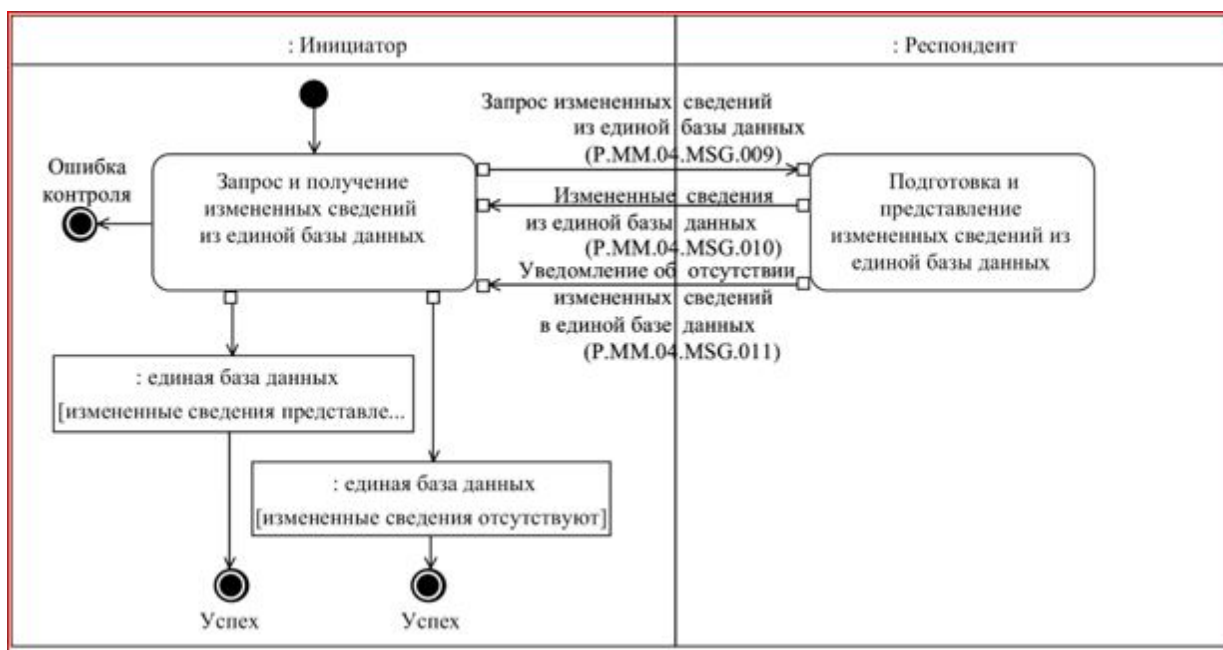 : Инициатор
: Респондент
Запрос измененных сведений
из единой базы данных
(P.MM.04.MSG.009)
Ошибка
контроля
Запрос и получение
измененных сведений
из единой базы данных
Измененные сведения
из единой базы данных
(P.MM.04.MSG.010)
Уведомление об отсутствии
измененных сведений
в единой базе данных
(P.MM.04.MSG.011)
Подготовка и
представление
измененных сведений из
единой базы данных
: единая база данных
[измененные сведения представле...
: единая база данных
[измененные сведения отсутствуют]
Успех
Успех